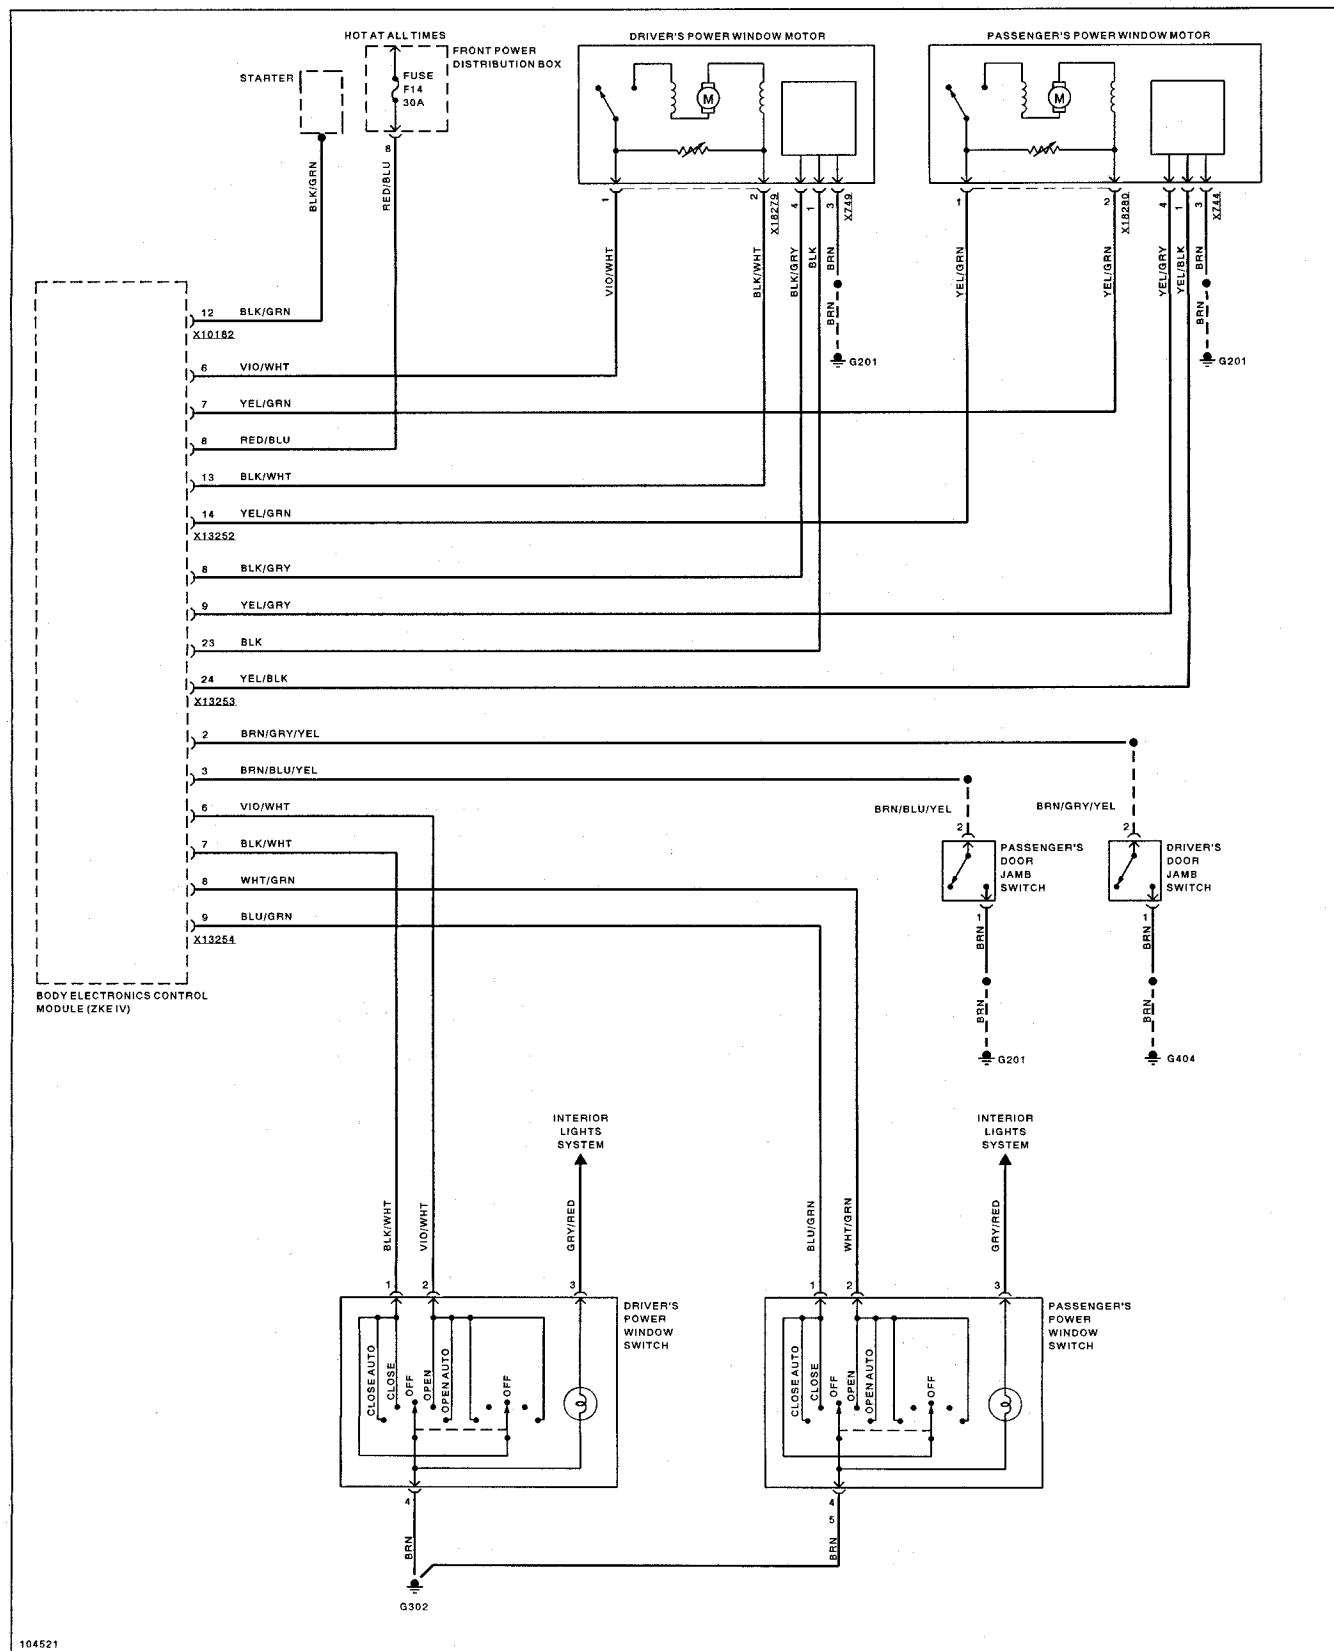 HOT AT ALL TIMES
FRONT POWER
DISTRIBUTION BOX
STARTER
FUSE
F14
30A
8
BLK/GRN
RED/BLU
DRIVER'S POWER WINDOW MOTOR
M
1
2
X18279
4
1
3
X749
VIO/WHT
BLK/WHT
BLK/GRY
BLK
BRN
BRN
G201
PASSENGER'S POWER WINDOW MOTOR
M
1
2
X18280
4
1
3
X744
YEL/GRN
YEL/GRN
YEL/GRY
YEL/BLK
BRN
BRN
G201
12 BLK/GRN
X10182
6 VIO/WHT
7 YEL/GRN
8 RED/BLU
13 BLK/WHT
14 YEL/GRN
X13252
8 BLK/GRY
9 YEL/GRY
23 BLK
24 YEL/BLK
X13253
2 BRN/GRY/YEL
3 BRN/BLU/YEL
6 VIO/WHT
7 BLK/WHT
8 WHT/GRN
9 BLU/GRN
X13254
BODY ELECTRONICS CONTROL
MODULE (ZKE IV)
BRN/BLU/YEL
2
PASSENGER'S
DOOR
JAMB
SWITCH
1
BRN
BRN
G201
BRN/GRY/YEL
2
DRIVER'S
DOOR
JAMB
SWITCH
1
BRN
BRN
G404
INTERIOR
LIGHTS
SYSTEM
BLK/WHT
VIO/WHT
GRY/RED
1
2
3
DRIVER'S
POWER
WINDOW
SWITCH
CLOSE AUTO
CLOSE
OFF
OPEN
OPEN AUTO
OFF
4
BRN
G302
INTERIOR
LIGHTS
SYSTEM
BLU/GRN
WHT/GRN
GRY/RED
1
2
3
PASSENGER'S
POWER
WINDOW
SWITCH
CLOSE AUTO
CLOSE
OFF
OPEN
OPEN AUTO
OFF
4
5
BRN
104521